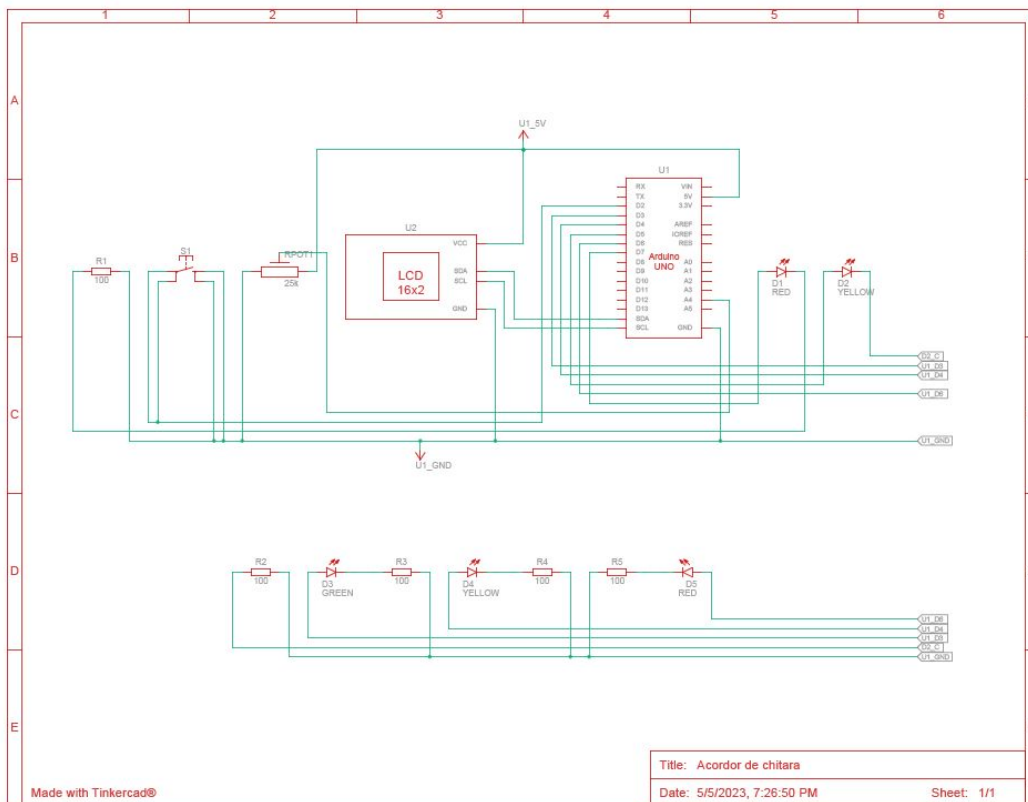 1 2 3 4 5 6
A
B
C
D
E
U1_5V
U1
RX VIN
TX 5V
D2 3.3V
D3
D4 AREF
D5 IOREF
D6 RES
D7
Arduino
UNO
D8 A0
D9 A1
D10 A2
D11 A3
D12 A4
D13 A5
SDA
SCL GND
U2
VCC
LCD
16x2
SDA
SCL
GND
R1
100
S1
RPOT1
25k
D1
RED
D2
YELLOW
D2_C
U1_D3
U1_D4
U1_D6
U1_GND
U1_GND
R2
100
D3
GREEN
R3
100
D4
YELLOW
R4
100
R5
100
D5
RED
U1_D6
U1_D4
U1_D3
D2_C
U1_GND
Title: Acordor de chitara
Made with Tinkercad®
Date: 5/5/2023, 7:26:50 PM Sheet: 1/1